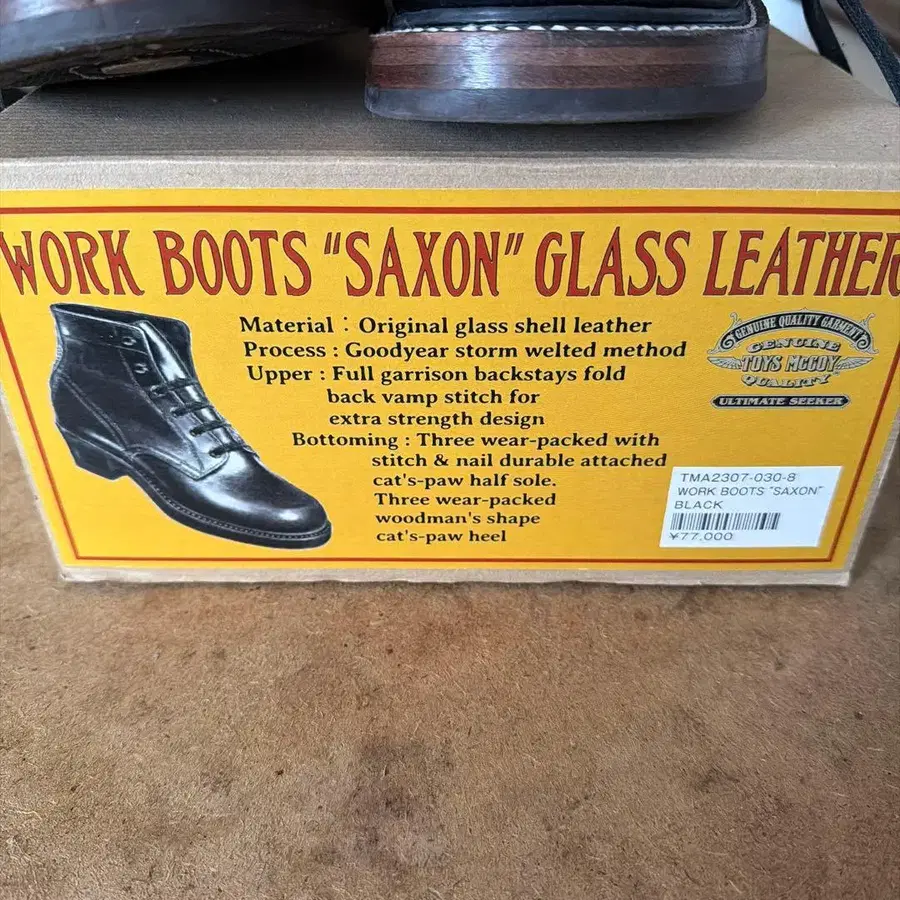 WORK BOOTS "SAXON" GLASS LEATHER
Material : Original glass shell leather
Process : Goodyear storm welted method
Upper : Full garrison backstays fold
back vamp stitch for
extra strength design
Bottoming : Three wear-packed with
stitch & nail durable attached
cat's-paw half sole.
Three wear-packed
woodman's shape
cat's-paw heel
GENUINE QUALITY GARMENT
GENUINE
TOYS McCOY
QUALITY
ULTIMATE SEEKER
TMA2307-030-8
WORK BOOTS "SAXON"
BLACK
¥77,000